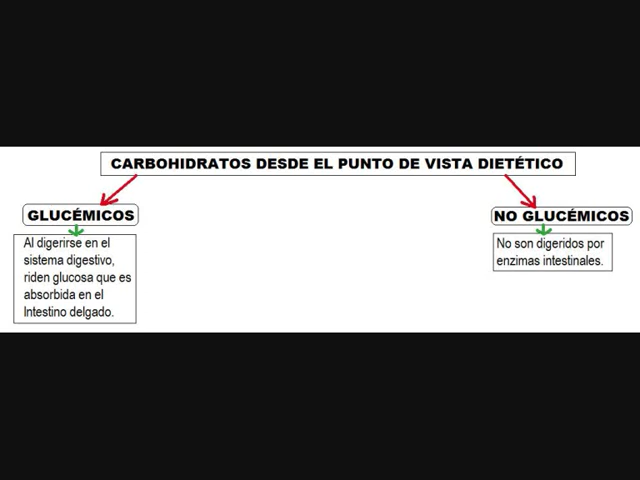 CARBOHIDRATOS DESDE EL PUNTO DE VISTA DIETÉTICO
GLUCÉMICOS
Al digerirse en el
sistema digestivo,
riden glucosa que es
absorbida en el
Intestino delgado.
NO GLUCÉMICOS
No son digeridos por
enzimas intestinales.